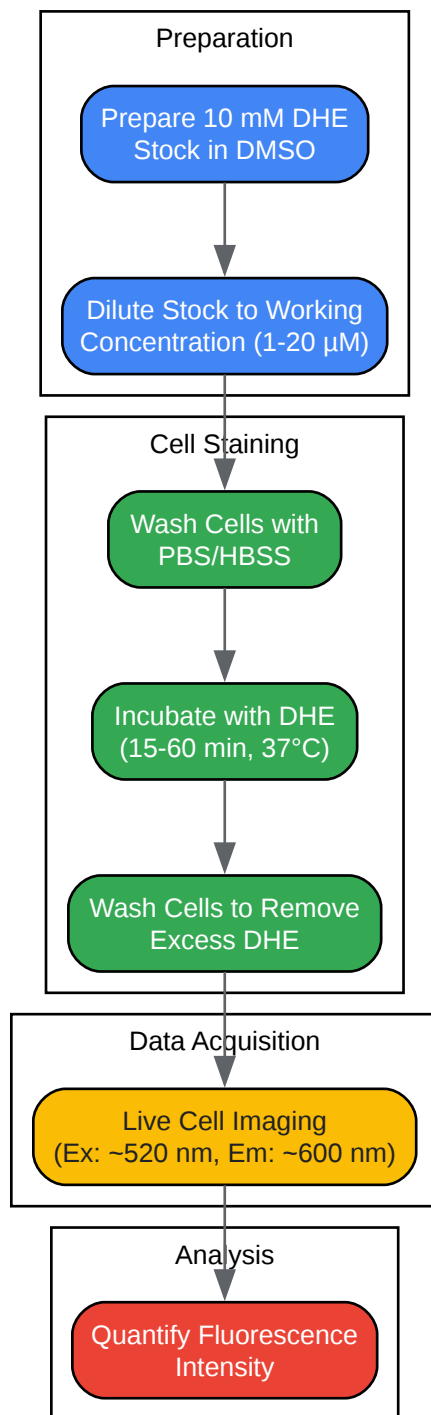 Preparation
Prepare 10 mM DHE
Stock in DMSO
Dilute Stock to Working
Concentration (1-20 µM)
Cell Staining
Wash Cells with
PBS/HBSS
Incubate with DHE
(15-60 min, 37°C)
Wash Cells to Remove
Excess DHE
Data Acquisition
Live Cell Imaging
(Ex: ~520 nm, Em: ~600 nm)
Analysis
Quantify Fluorescence
Intensity